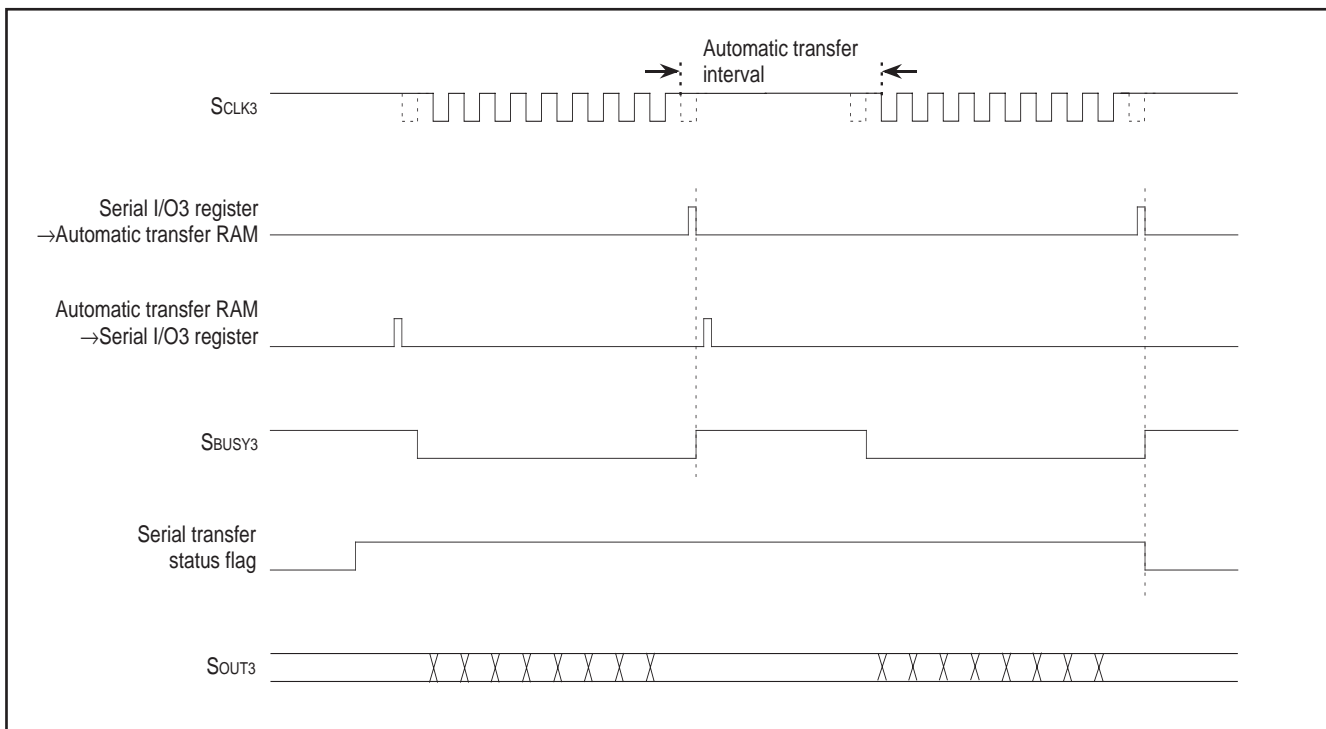 Automatic transfer
interval
SCLK3
Serial I/O3 register
→Automatic transfer RAM
Automatic transfer RAM
→Serial I/O3 register
SBUSY3
Serial transfer
status flag
SOUT3